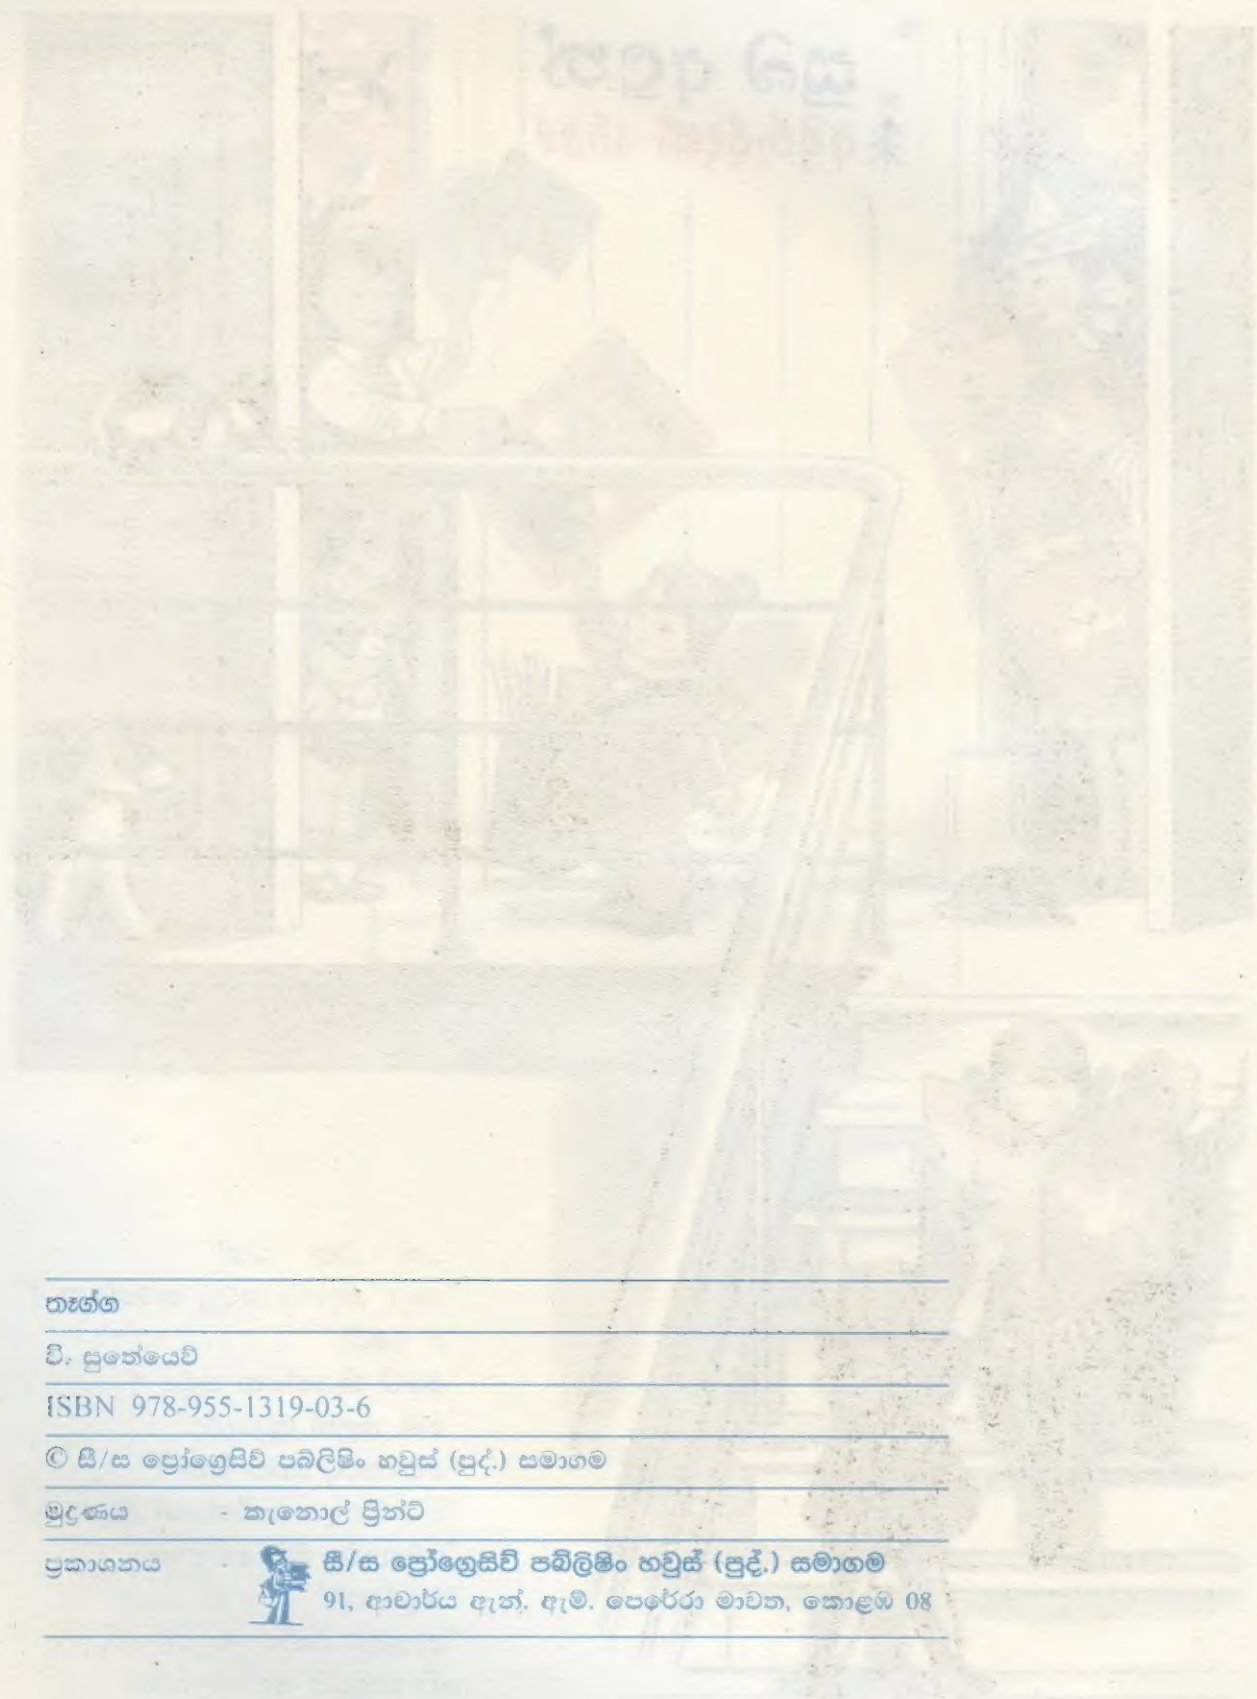 තෑග්ග
වි. සුතේයෙව්
ISBN 978-955-1319-03-6
© සී/ස ප්‍රෝග්‍රෙසිව් පබ්ලිෂිං හවුස් (පුද්.) සමාගම
මුද්‍රණය - කැනොල් ප්‍රින්ට්
ප්‍රකාශනය - සී/ස ප්‍රෝග්‍රෙසිව් පබ්ලිෂිං හවුස් (පුද්.) සමාගම
91, ආචාර්ය ඇන්. ඇම්. පෙරේරා මාවත, කොළඹ 08